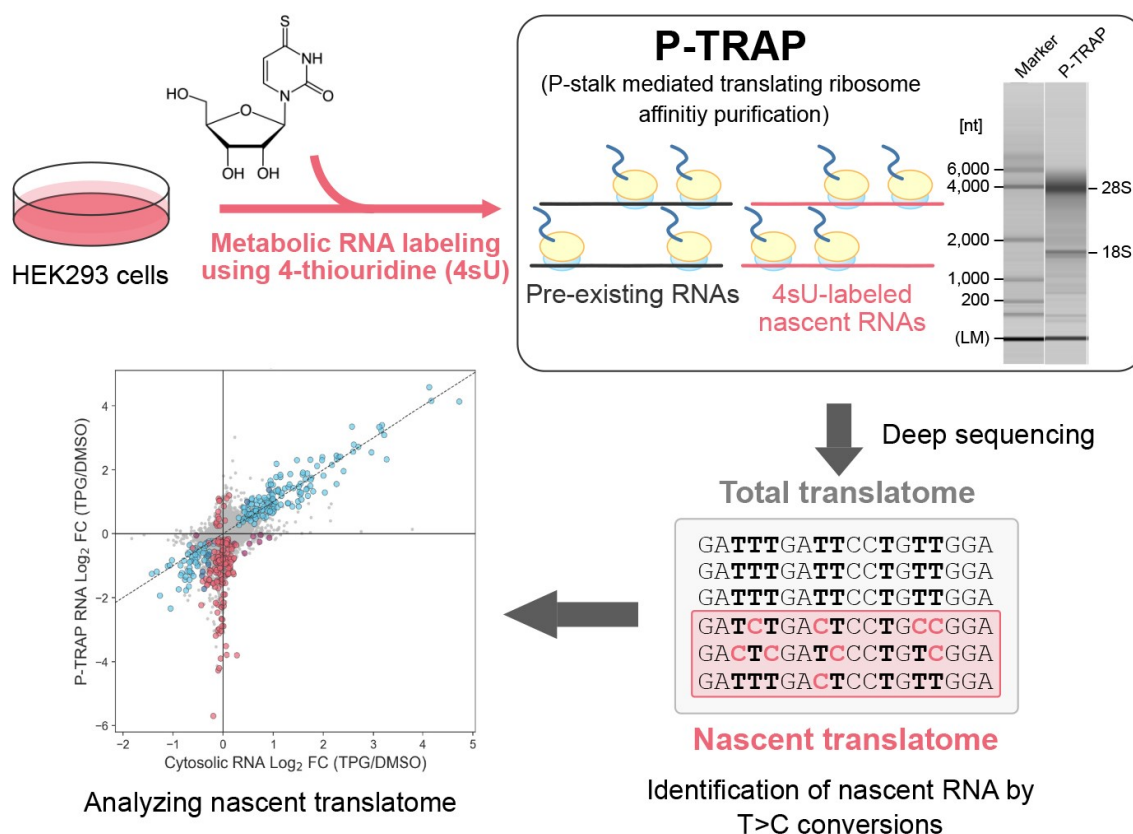 S
NH
N
O
HO
O
OH
OH
HEK293 cells
Metabolic RNA labeling
using 4-thiouridine (4sU)
P-TRAP
(P-stalk mediated translating ribosome
affinitiy purification)
Pre-existing RNAs
4sU-labeled
nascent RNAs
Marker
P-TRAP
[nt]
6,000
4,000
2,000
1,000
200
(LM)
28S
18S
Deep sequencing
Total translatome
GATTTGATTCCTGTTGGA
GATTTGATTCCTGTTGGA
GATTTGATTCCTGTTGGA
GATCTGACTCCTGCCGGA
GACTCGATCCCTGTCGGA
GATTTGACTCCTGTTGGA
Nascent translatome
Identification of nascent RNA by
T>C conversions
P-TRAP RNA Log2 FC (TPG/DMSO)
4
2
0
−2
−4
−6
−2 −1 0 1 2 3 4 5
Cytosolic RNA Log2 FC (TPG/DMSO)
Analyzing nascent translatome